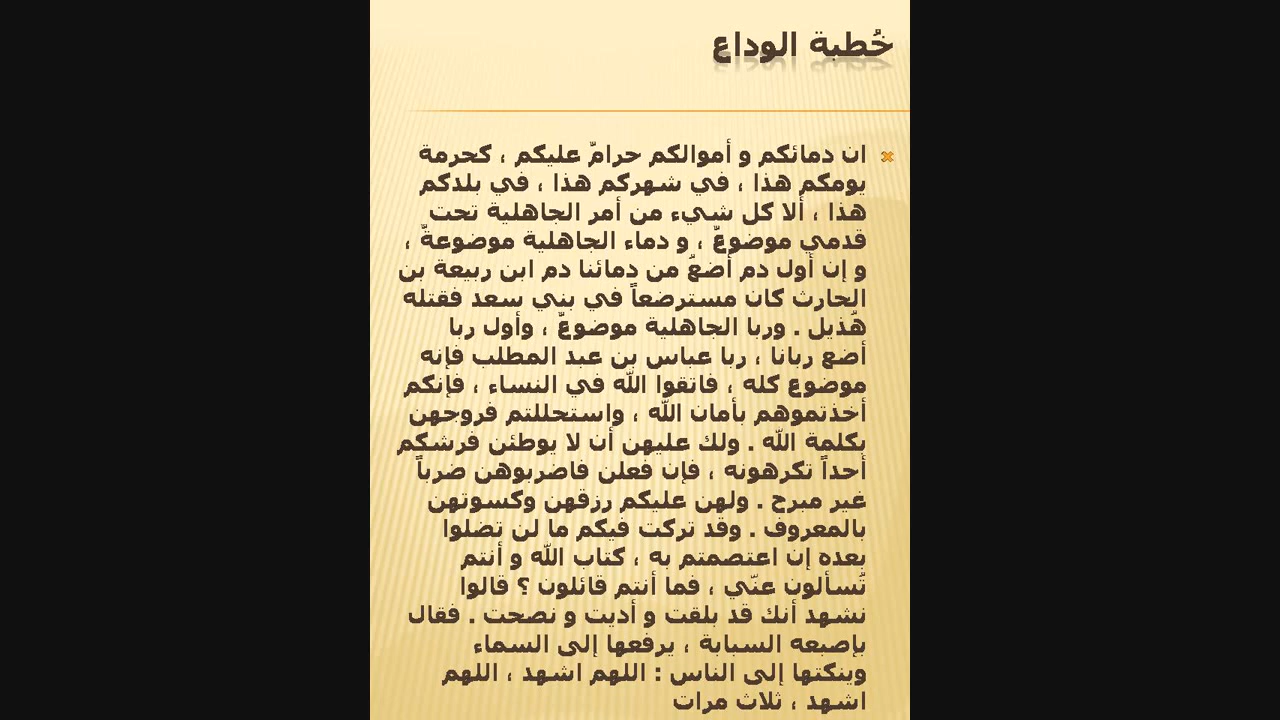 خُطبة الوداع
ان دمائكم و أموالكم حرامٌ عليكم ، كحرمة
يومكم هذا ، في شهركم هذا ، في بلدكم
هذا ، ألا كل شيء من أمر الجاهلية تحت
قدمي موضوعٌ ، و دماء الجاهلية موضوعةٌ ،
و إن أول دم أضعُ من دمائنا دم ابن ربيعة بن
الحارث كان مسترضعاً في بني سعد فقتله
هُذيل . وربا الجاهلية موضوعٌ ، وأول ربا
أضع ربانا ، ربا عباس بن عبد المطلب فإنه
موضوع كله ، فاتقوا الله في النساء ، فإنكم
أخذتموهم بأمان الله ، واستحللتم فروجهن
بكلمة الله . ولك عليهن أن لا يوطئن فرشكم
أحداً تكرهونه ، فإن فعلن فاضربوهن ضرباً
غير مبرح . ولهن عليكم رزقهن وكسوتهن
بالمعروف . وقد تركت فيكم ما لن تضلوا
بعده إن اعتصمتم به ، كتاب الله و أنتم
تُسألون عنّي ، فما أنتم قائلون ؟ قالوا
نشهد أنك قد بلقت و أديت و نصحت . فقال
بإصبعه السبابة ، يرفعها إلى السماء
وينكتها إلى الناس : اللهم اشهد ، اللهم
اشهد ، ثلاث مرات